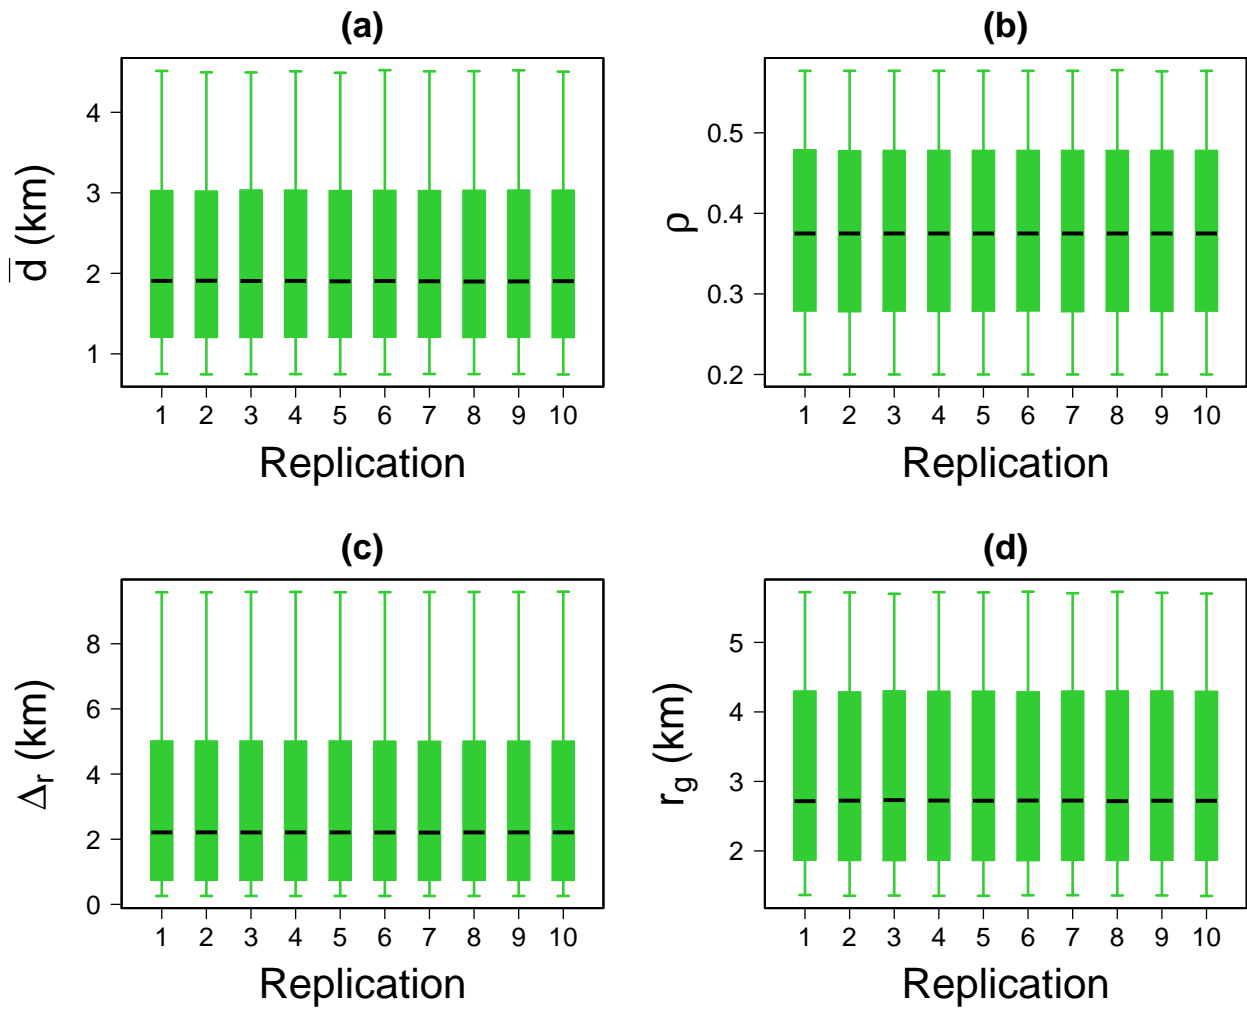 (a)
d̅ (km)
4
3
2
1
1 2 3 4 5 6 7 8 9 10
Replication
(b)
ρ
0.5
0.4
0.3
0.2
1 2 3 4 5 6 7 8 9 10
Replication
(c)
Δr (km)
8
6
4
2
0
1 2 3 4 5 6 7 8 9 10
Replication
(d)
rg (km)
5
4
3
2
1 2 3 4 5 6 7 8 9 10
Replication